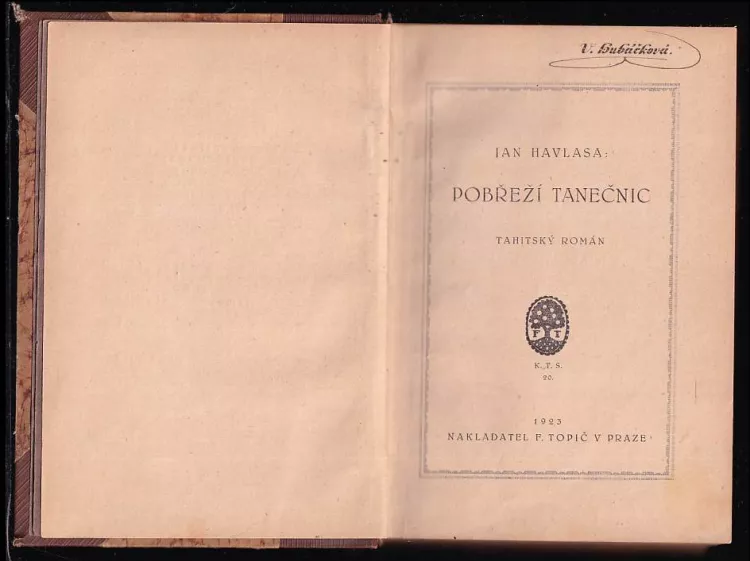 V. Hubáčková.
JAN HAVLASA:
POBŘEŽÍ TANEČNIC
TAHITSKÝ ROMÁN
F T
K. T. S.
20.
1923
NAKLADATEL F. TOPIČ V PRAZE